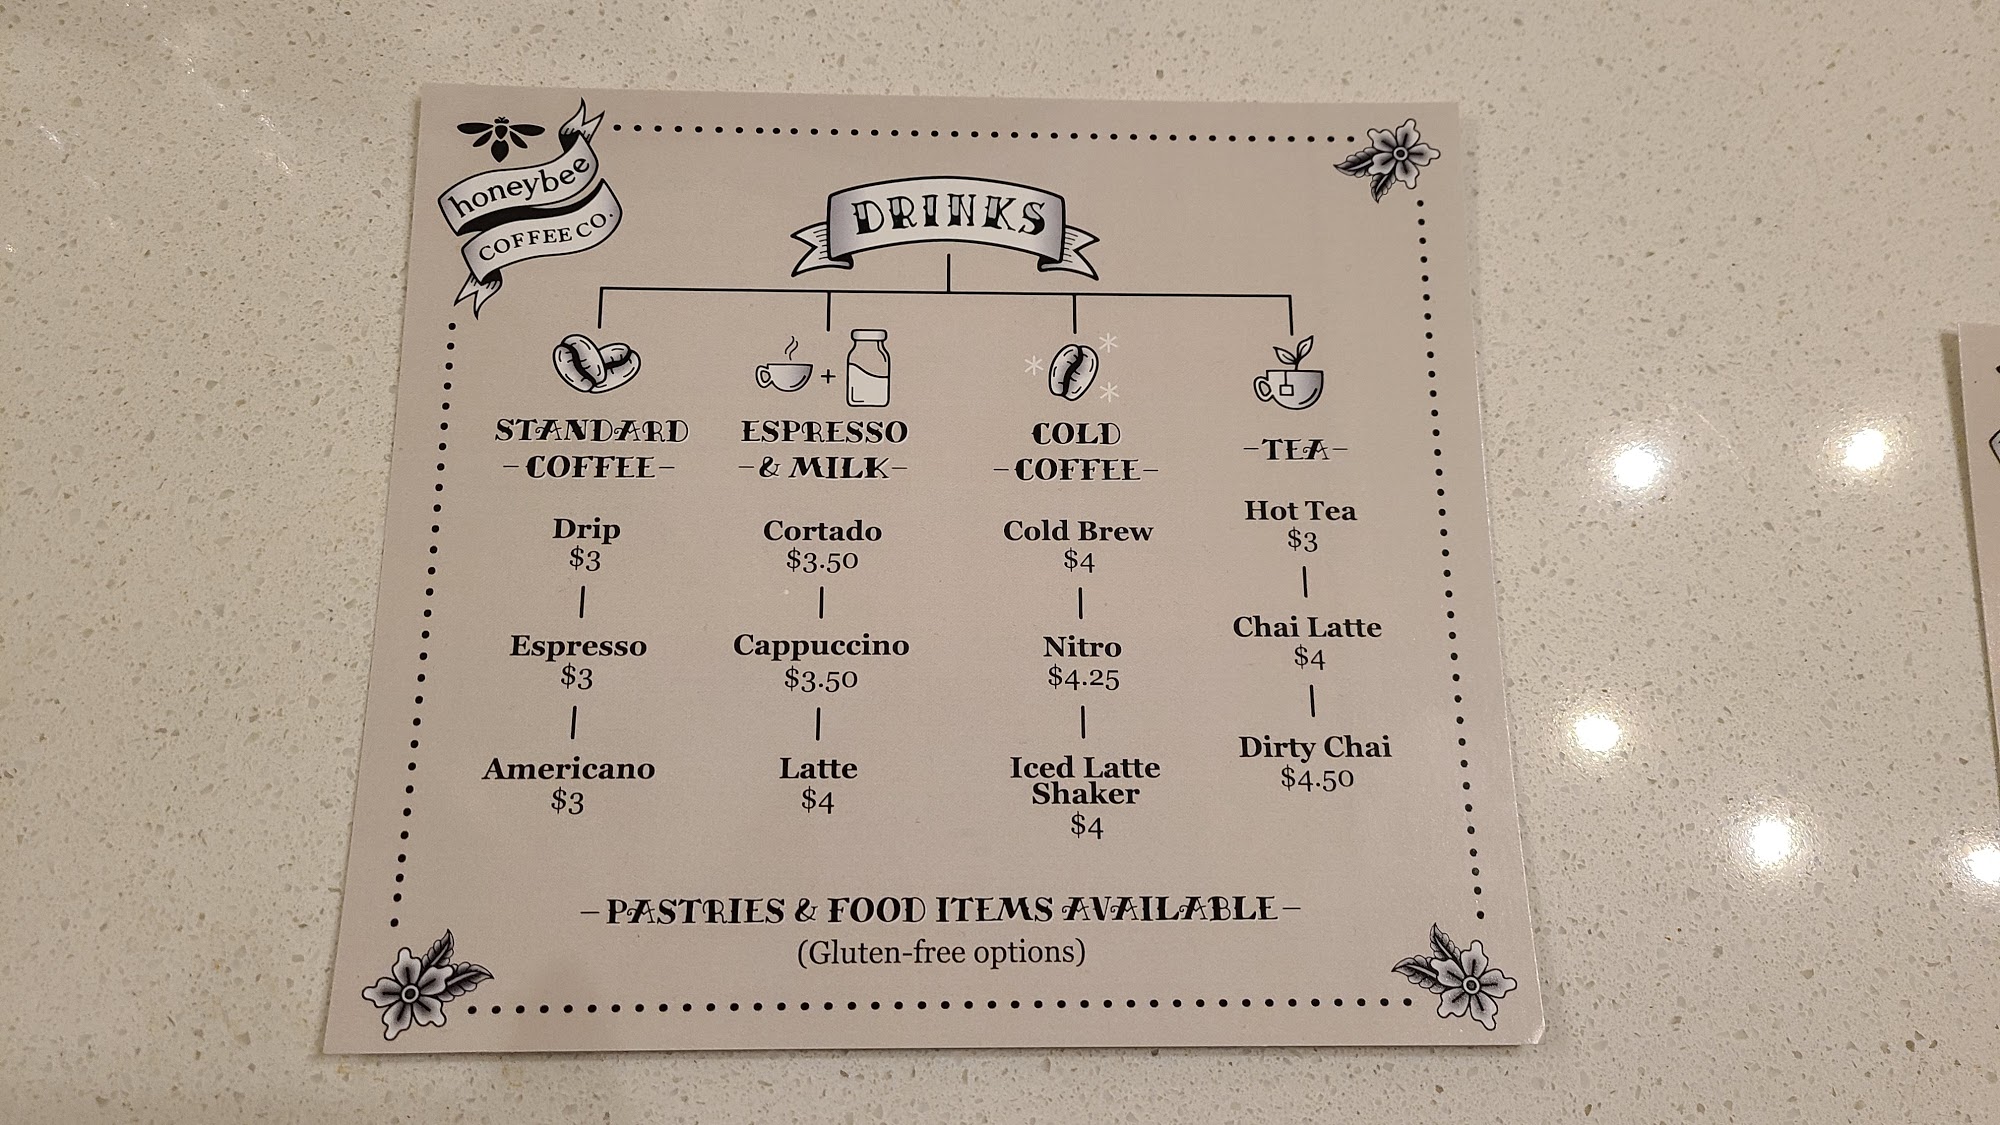 honeybee
COFFEE CO.
DRINKS
STANDARD
-COFFEE-
Drip
$3
Espresso
$3
Americano
$3
ESPRESSO
-& MILK-
Cortado
$3.50
Cappuccino
$3.50
Latte
$4
COLD
-COFFEE-
Cold Brew
$4
Nitro
$4.25
Iced Latte
Shaker
$4
-TEA-
Hot Tea
$3
Chai Latte
$4
Dirty Chai
$4.50
-PASTRIES & FOOD ITEMS AVAILABLE-
(Gluten-free options)